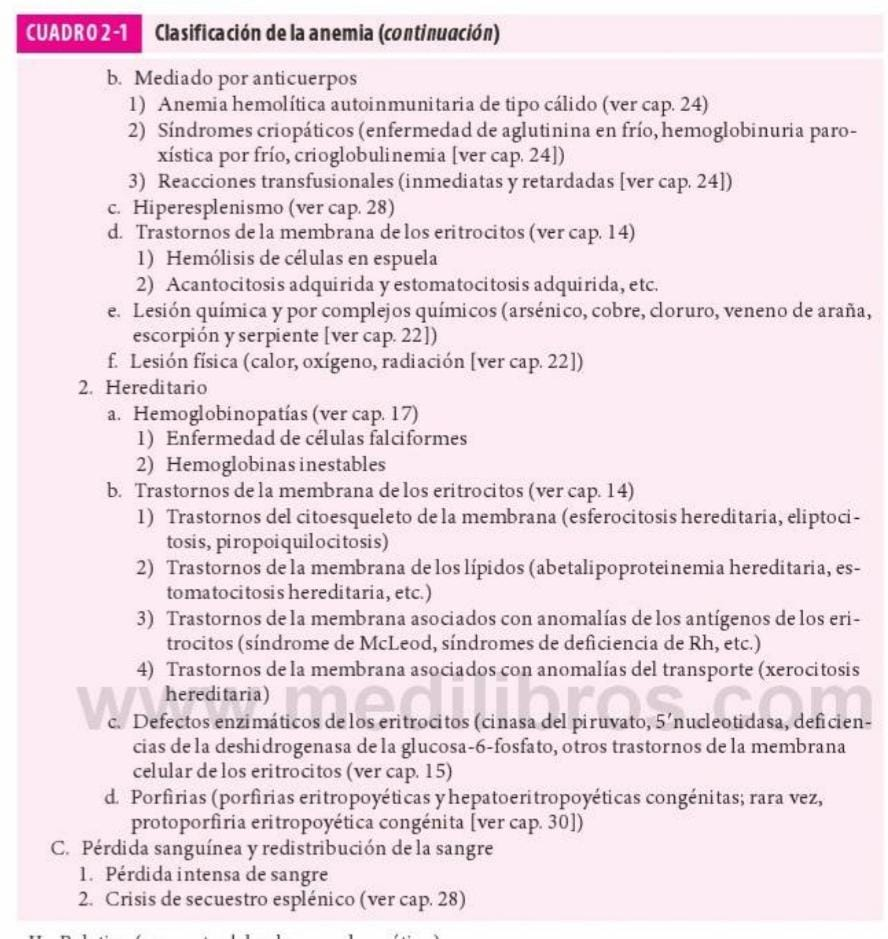 CUADRO 2-1 Clasificación de la anemia (continuación)
b. Mediado por anticuerpos
1) Anemia hemolítica autoinmunitaria de tipo cálido (ver cap. 24)
2) Síndromes criopáticos (enfermedad de aglutinina en frío, hemoglobinuria paro-
xística por frío, crioglobulinemia [ver cap. 24])
3) Reacciones transfusionales (inmediatas y retardadas [ver cap. 24])
c. Hiperesplenismo (ver cap. 28)
d. Trastornos de la membrana de los eritrocitos (ver cap. 14)
1) Hemólisis de células en espuela
2) Acantocitosis adquirida y estomatocitosis adquirida, etc.
e. Lesión química y por complejos químicos (arsénico, cobre, cloruro, veneno de araña,
escorpión y serpiente [ver cap. 22])
f. Lesión física (calor, oxígeno, radiación [ver cap. 22])
2. Hereditario
a. Hemoglobinopatías (ver cap. 17)
1) Enfermedad de células falciformes
2) Hemoglobinas inestables
b. Trastornos de la membrana de los eritrocitos (ver cap. 14)
1) Trastornos del citoesqueleto de la membrana (esferocitosis hereditaria, eliptoci-
tosis, piropoiquilocitosis)
2) Trastornos de la membrana de los lípidos (abetalipoproteinemia hereditaria, es-
tomatocitosis hereditaria, etc.)
3) Trastornos de la membrana asociados con anomalías de los antígenos de los eri-
trocitos (síndrome de McLeod, síndromes de deficiencia de Rh, etc.)
4) Trastornos de la membrana asociados con anomalías del transporte (xerocitosis
hereditaria)
www.medilibros.com
c. Defectos enzimáticos de los eritrocitos (cinasa del piruvato, 5′nucleotidasa, deficien-
cias de la deshidrogenasa de la glucosa-6-fosfato, otros trastornos de la membrana
celular de los eritrocitos (ver cap. 15)
d. Porfirias (porfirias eritropoyéticas y hepatoeritropoyéticas congénitas; rara vez,
protoporfiria eritropoyética congénita [ver cap. 30])
C. Pérdida sanguínea y redistribución de la sangre
1. Pérdida intensa de sangre
2. Crisis de secuestro esplénico (ver cap. 28)